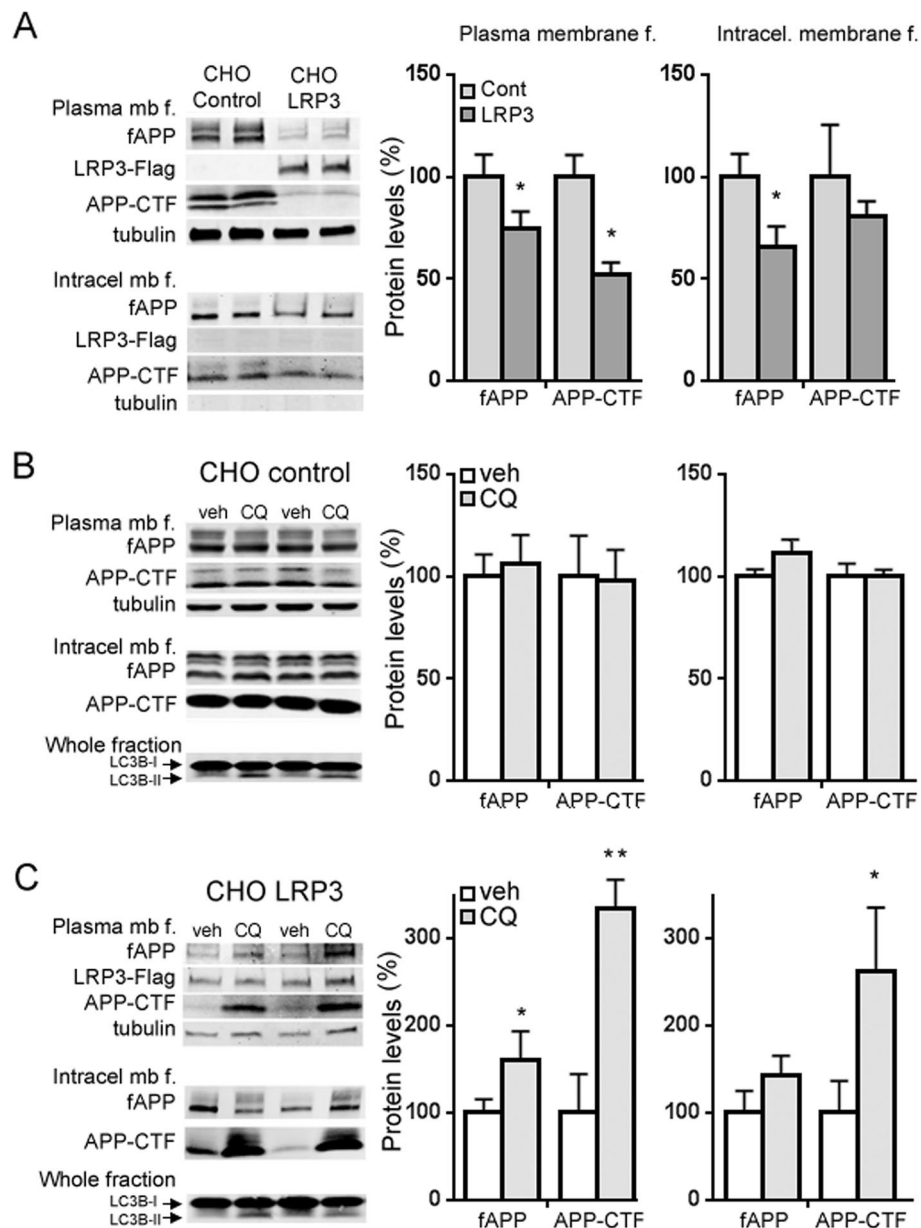 A
Plasma membrane f.
Intracel. membrane f.
CHO Control
CHO LRP3
Plasma mb f.
fAPP
LRP3-Flag
APP-CTF
tubulin
Intracel mb f.
fAPP
LRP3-Flag
APP-CTF
tubulin
Protein levels (%)
150
100
50
0
Cont
LRP3
*
*
fAPP
APP-CTF
150
100
50
0
*
fAPP
APP-CTF
B
CHO control
veh CQ veh CQ
Plasma mb f.
fAPP
APP-CTF
tubulin
Intracel mb f.
fAPP
APP-CTF
Whole fraction
LC3B-I
LC3B-II
Protein levels (%)
150
100
50
0
veh
CQ
fAPP
APP-CTF
150
100
50
0
fAPP
APP-CTF
C
CHO LRP3
veh CQ veh CQ
Plasma mb f.
fAPP
LRP3-Flag
APP-CTF
tubulin
Intracel mb f.
fAPP
APP-CTF
Whole fraction
LC3B-I
LC3B-II
Protein levels (%)
300
200
100
0
veh
CQ
*
**
fAPP
APP-CTF
300
200
100
0
*
fAPP
APP-CTF